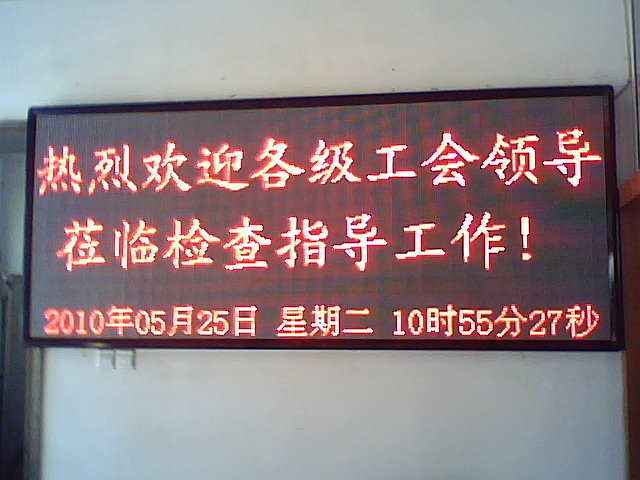 热烈欢迎各级工会领导
莅临检查指导工作!
2010年05月25日 星期二 10时55分27秒